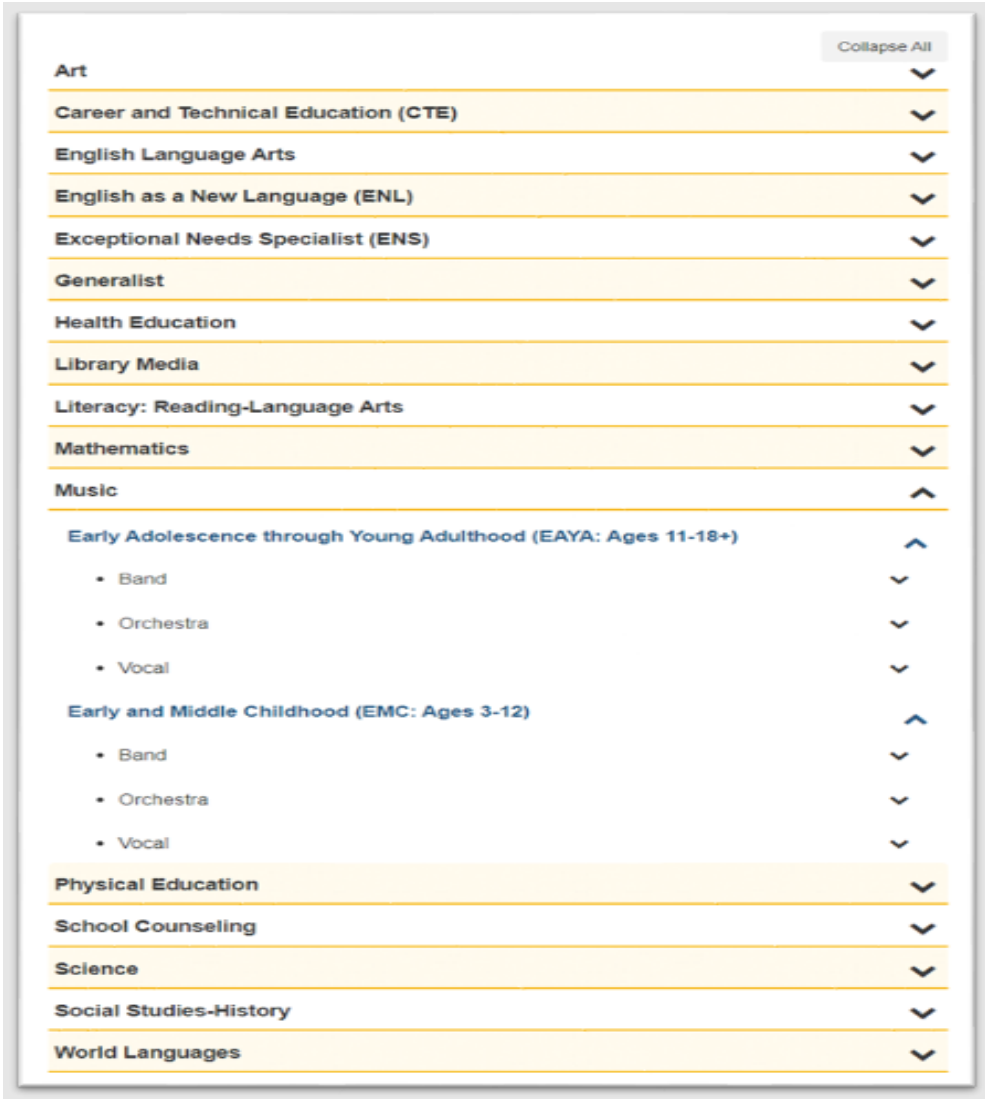 Collapse All
Art
Career and Technical Education (CTE)
English Language Arts
English as a New Language (ENL)
Exceptional Needs Specialist (ENS)
Generalist
Health Education
Library Media
Literacy: Reading-Language Arts
Mathematics
Music
Early Adolescence through Young Adulthood (EAYA: Ages 11-18+)
• Band
• Orchestra
• Vocal
Early and Middle Childhood (EMC: Ages 3-12)
• Band
• Orchestra
• Vocal
Physical Education
School Counseling
Science
Social Studies-History
World Languages